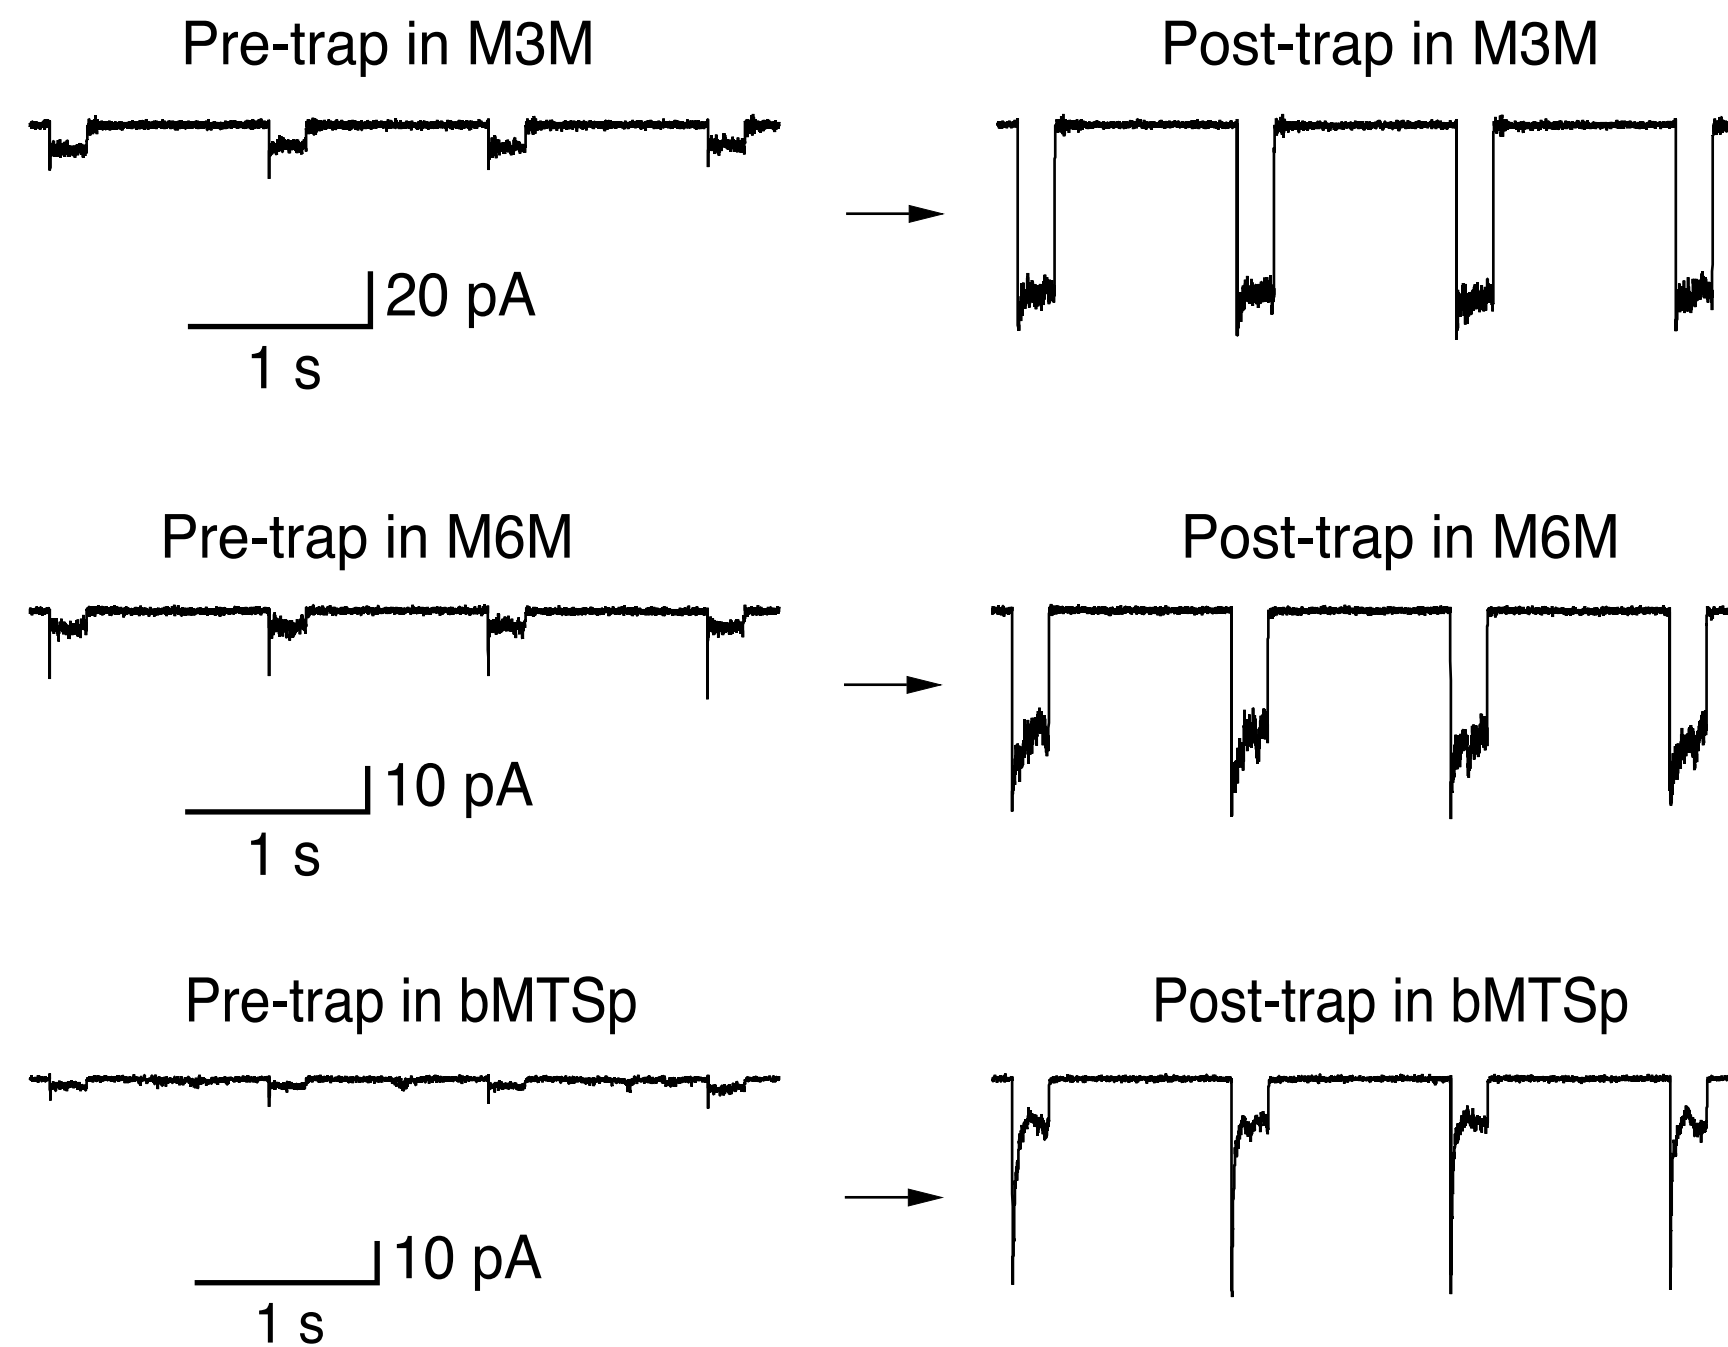 Pre-trap in M3M
Post-trap in M3M
20 pA
1 s
Pre-trap in M6M
Post-trap in M6M
10 pA
1 s
Pre-trap in bMTSp
Post-trap in bMTSp
10 pA
1 s